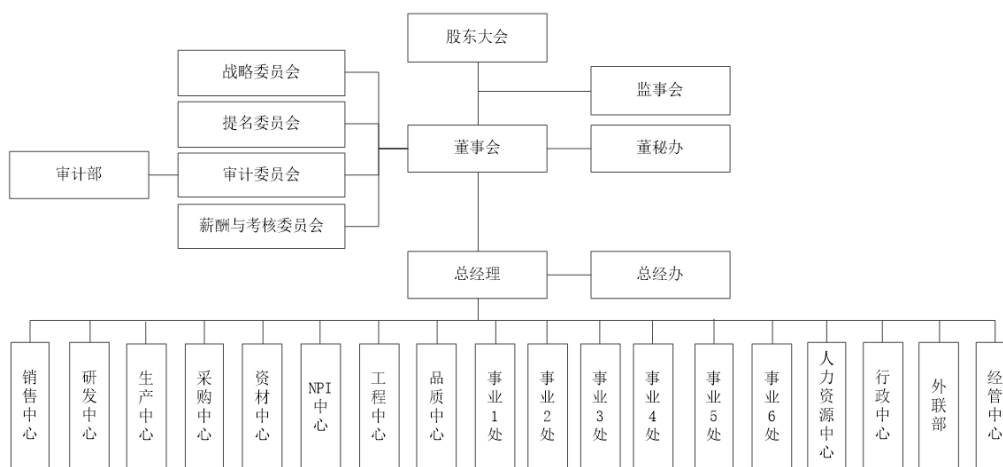 股东大会
战略委员会
监事会
提名委员会
董事会
董秘办
审计部
审计委员会
薪酬与考核委员会
总经理
总经办
销售中心
研发中心
生产中心
采购中心
资材中心
NPI中心
工程中心
品质中心
事业1处
事业2处
事业3处
事业4处
事业5处
事业6处
人力资源中心
行政中心
外联部
经管中心